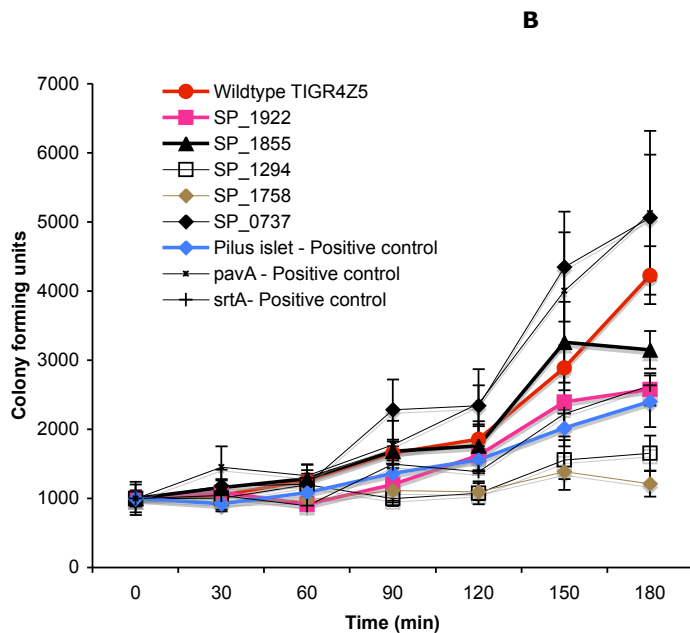 B
7000
6000
5000
4000
3000
2000
1000
0
Colony forming units
Wildtype TIGR4Z5
SP_1922
SP_1855
SP_1294
SP_1758
SP_0737
Pilus islet - Positive control
pavA - Positive control
srtA- Positive control
0 30 60 90 120 150 180
Time (min)